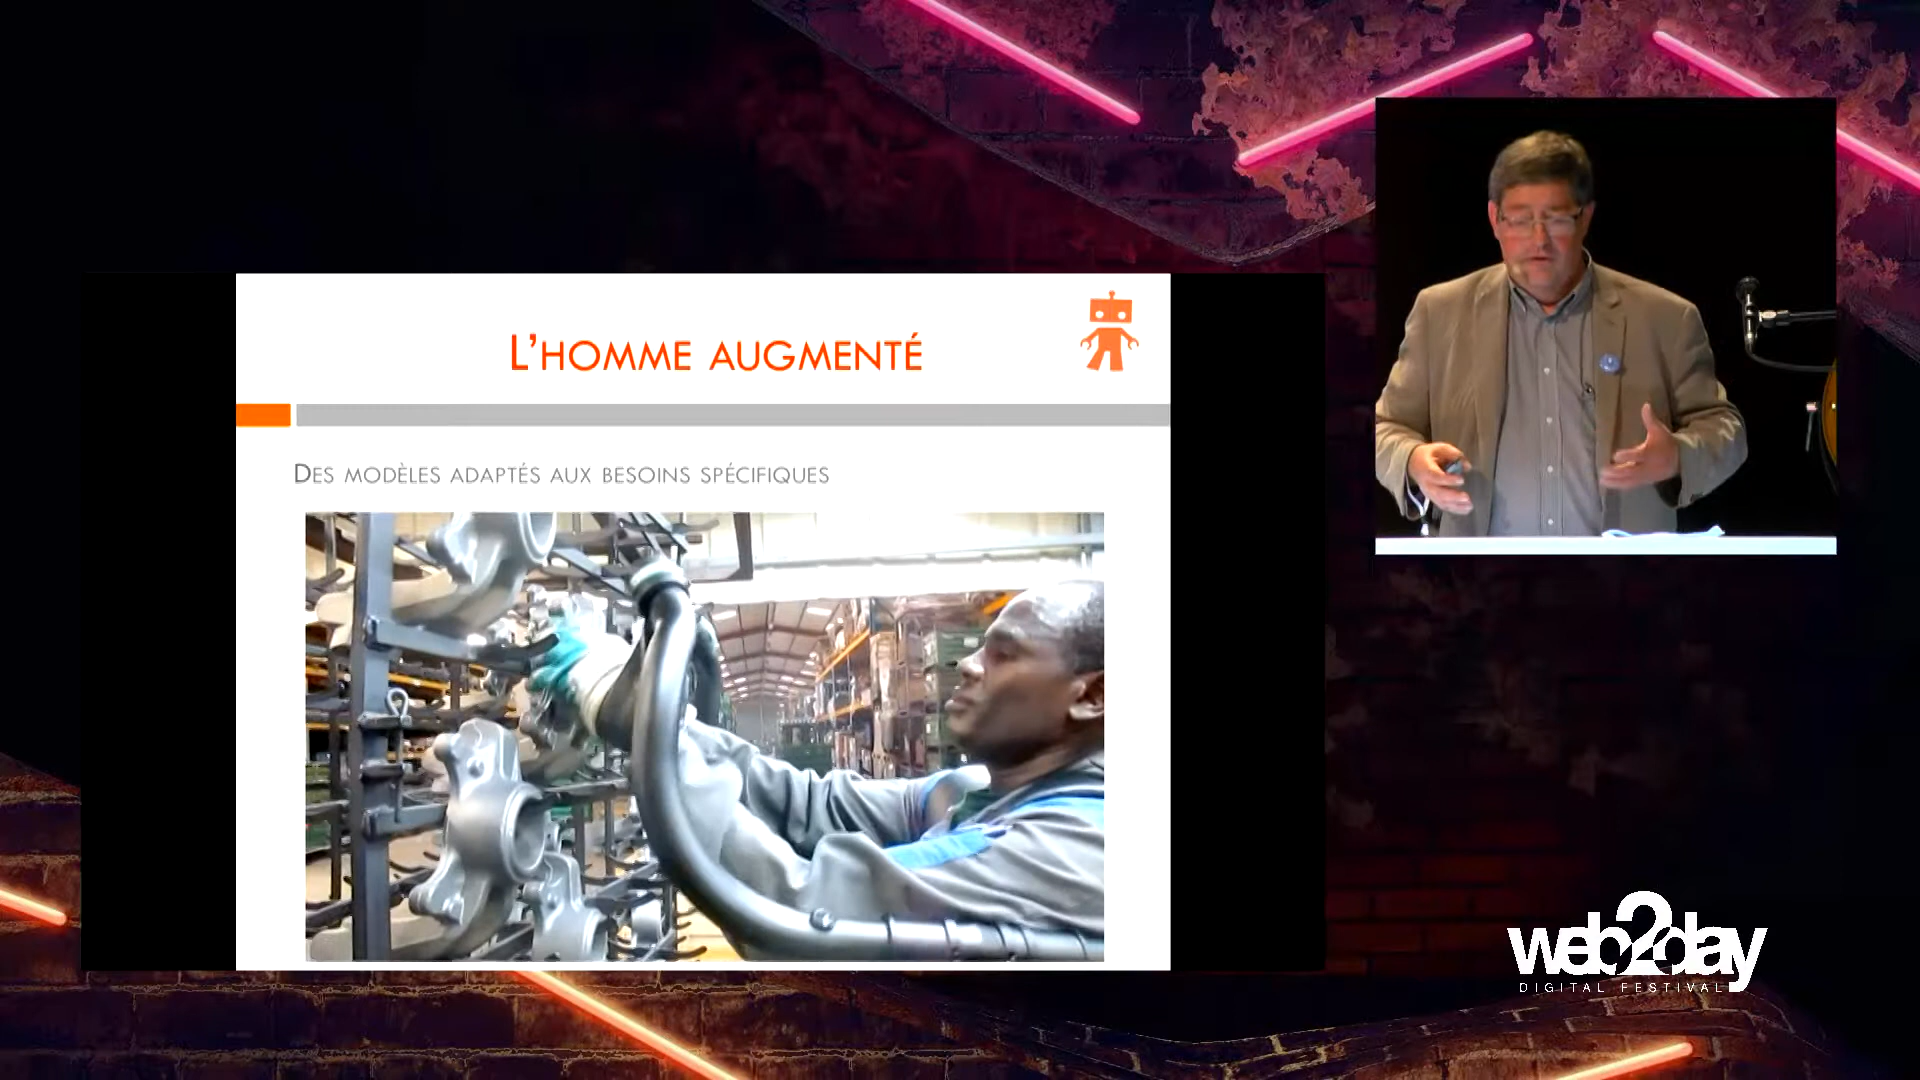 L'HOMME AUGMENTÉ
DES MODÈLES ADAPTÉS AUX BESOINS SPÉCIFIQUES
web2day
DIGITAL FESTIVAL